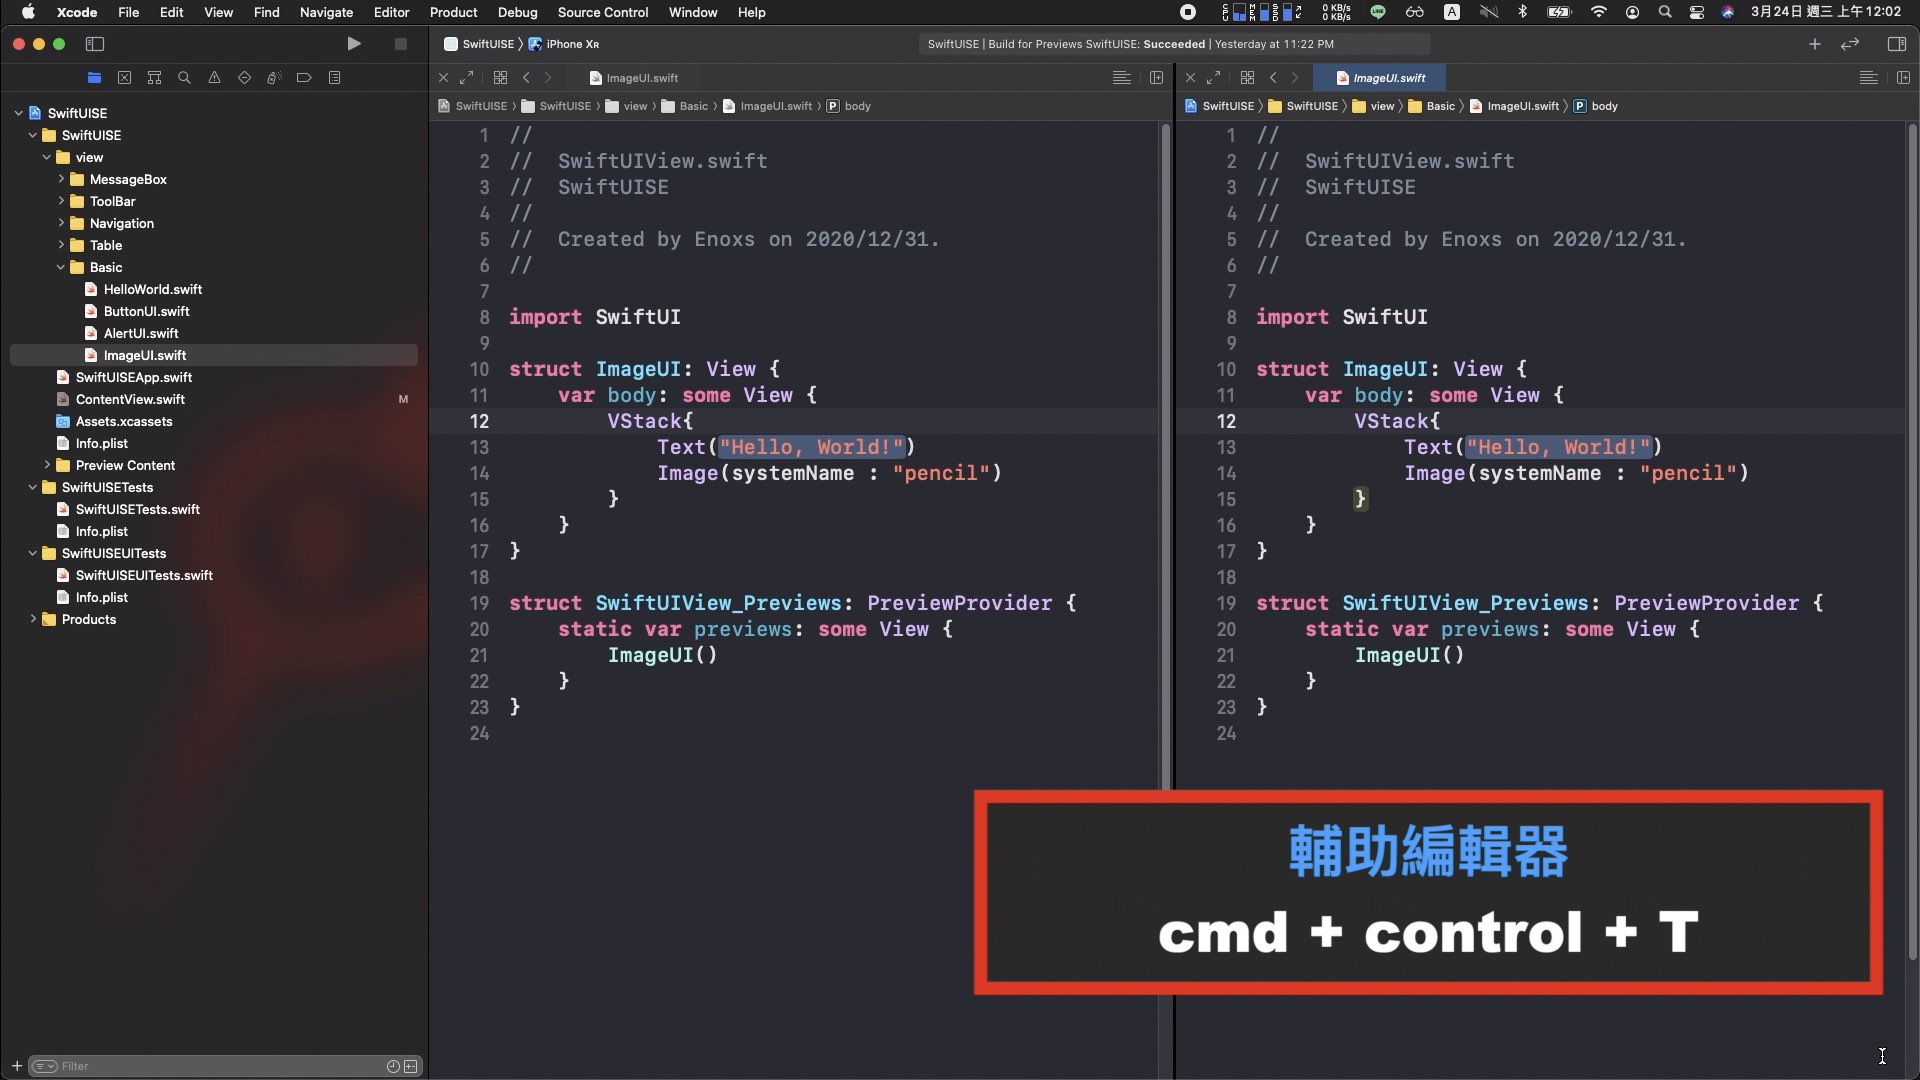 Xcode File Edit View Find Navigate Editor Product Debug Source Control Window Help
0 KB/s
0 KB/s
A
3月24日 週三 上午12:02
SwiftUISE 〉 iPhone XR
SwiftUISE | Build for Previews SwiftUISE: Succeeded | Yesterday at 11:22 PM
ImageUI.swift
ImageUI.swift
SwiftUISE 〉 SwiftUISE 〉 view 〉 Basic 〉 ImageUI.swift 〉 P body
SwiftUISE 〉 SwiftUISE 〉 view 〉 Basic 〉 ImageUI.swift 〉 P body
SwiftUISE
SwiftUISE
view
MessageBox
ToolBar
Navigation
Table
Basic
HelloWorld.swift
ButtonUI.swift
AlertUI.swift
ImageUI.swift
SwiftUISEApp.swift
ContentView.swift M
Assets.xcassets
Info.plist
Preview Content
SwiftUISETests
SwiftUISETests.swift
Info.plist
SwiftUISEUITests
SwiftUISEUITests.swift
Info.plist
Products
Filter
1 //
2 //  SwiftUIView.swift
3 //  SwiftUISE
4 //
5 //  Created by Enoxs on 2020/12/31.
6 //
7
8 import SwiftUI
9
10 struct ImageUI: View {
11     var body: some View {
12         VStack{
13             Text("Hello, World!")
14             Image(systemName : "pencil")
15         }
16     }
17 }
18
19 struct SwiftUIView_Previews: PreviewProvider {
20     static var previews: some View {
21         ImageUI()
22     }
23 }
24
1 //
2 //  SwiftUIView.swift
3 //  SwiftUISE
4 //
5 //  Created by Enoxs on 2020/12/31.
6 //
7
8 import SwiftUI
9
10 struct ImageUI: View {
11     var body: some View {
12         VStack{
13             Text("Hello, World!")
14             Image(systemName : "pencil")
15         }
16     }
17 }
18
19 struct SwiftUIView_Previews: PreviewProvider {
20     static var previews: some View {
21         ImageUI()
22     }
23 }
24
輔助編輯器
cmd + control + T